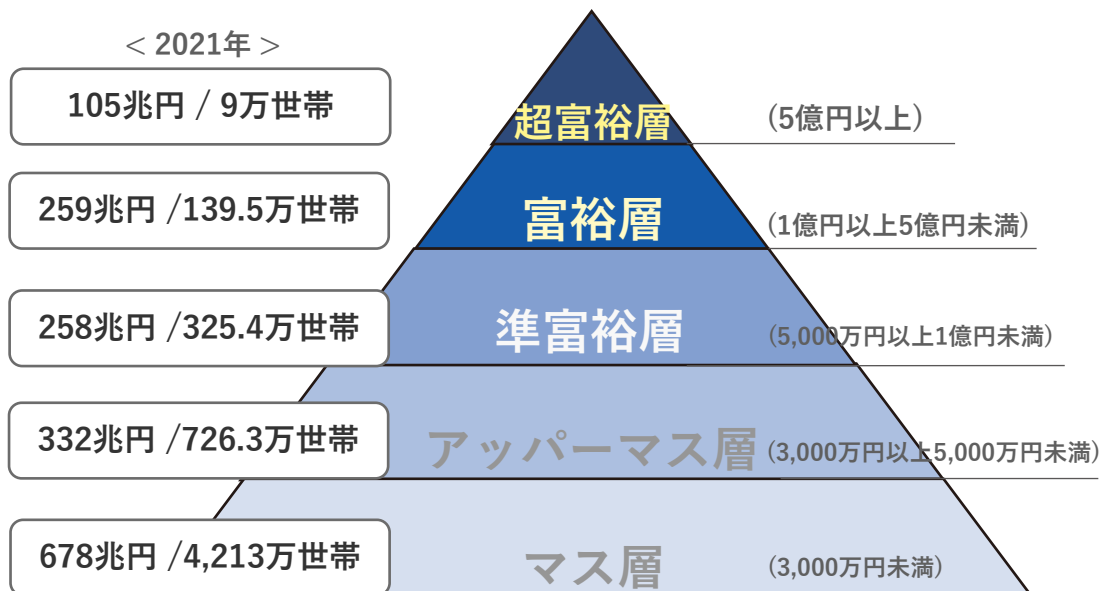 < 2021年 >
105兆円 / 9万世帯
超富裕層
(5億円以上)
259兆円 /139.5万世帯
富裕層
(1億円以上5億円未満)
258兆円 /325.4万世帯
準富裕層
(5,000万円以上1億円未満)
332兆円 /726.3万世帯
アッパーマス層
(3,000万円以上5,000万円未満)
678兆円 /4,213万世帯
マス層
(3,000万円未満)